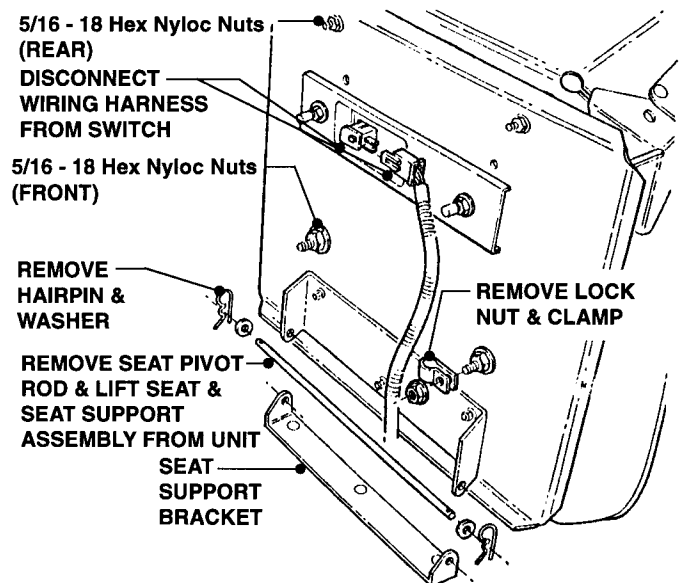 5/16 - 18 Hex Nyloc Nuts
(REAR)
DISCONNECT
WIRING HARNESS
FROM SWITCH
5/16 - 18 Hex Nyloc Nuts
(FRONT)
REMOVE
HAIRPIN &
WASHER
REMOVE LOCK
NUT & CLAMP
REMOVE SEAT PIVOT
ROD & LIFT SEAT &
SEAT SUPPORT
ASSEMBLY FROM UNIT
SEAT
SUPPORT
BRACKET